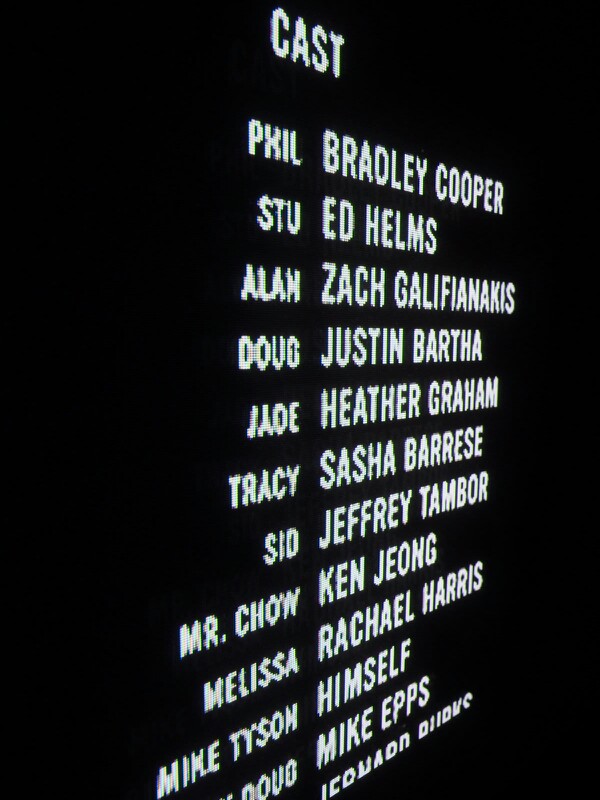 CAST
PHIL BRADLEY COOPER
STU ED HELMS
ALAN ZACH GALIFIANAKIS
DOUG JUSTIN BARTHA
JADE HEATHER GRAHAM
TRACY SASHA BARRESE
SID JEFFREY TAMBOR
MR. CHOW KEN JEONG
MELISSA RACHAEL HARRIS
MIKE TYSON HIMSELF
DOUG MIKE EPPS